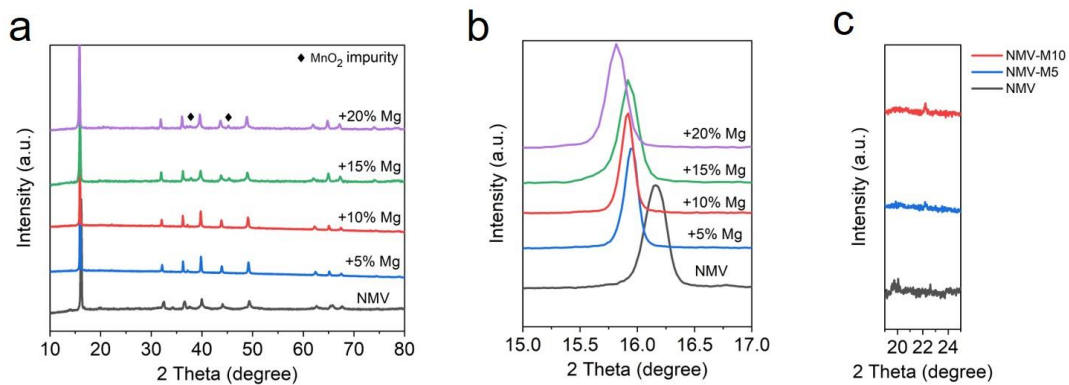 a
♦ MnO2 impurity
+20% Mg
+15% Mg
+10% Mg
+5% Mg
NMV
Intensity (a.u.)
10 20 30 40 50 60 70 80
2 Theta (degree)
b
+20% Mg
+15% Mg
+10% Mg
+5% Mg
NMV
Intensity (a.u.)
15.0 15.5 16.0 16.5 17.0
2 Theta (degree)
c
NMV-M10
NMV-M5
NMV
Intensity (a.u.)
20 22 24
2 Theta (degree)